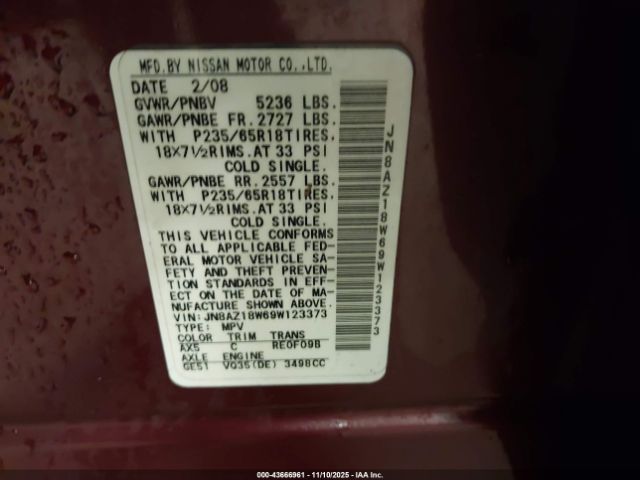 MFD.BY NISSAN MOTOR CO.,LTD.
DATE 2/08
GVWR/PNBV 5236 LBS.
GAWR/PNBE FR.2727 LBS.
WITH P235/65R18TIRES.
18X7½RIMS.AT 33 PSI
COLD SINGLE.
GAWR/PNBE RR.2557 LBS.
WITH P235/65R18TIRES.
18X7½RIMS.AT 33 PSI
COLD SINGLE.
THIS VEHICLE CONFORMS
TO ALL APPLICABLE FED-
ERAL MOTOR VEHICLE SA-
FETY AND THEFT PREVEN-
TION STANDARDS IN EFF-
ECT ON THE DATE OF MA-
NUFACTURE SHOWN ABOVE.
VIN:JN8AZ18W69W123373
TYPE: MPV
COLOR TRIM TRANS
AX5 C RE0F09B
AXLE ENGINE
GE51 VQ35(DE) 3498CC
JN8AZ18W69W123373
000-43666961 — 11/10/2025 — IAA Inc.